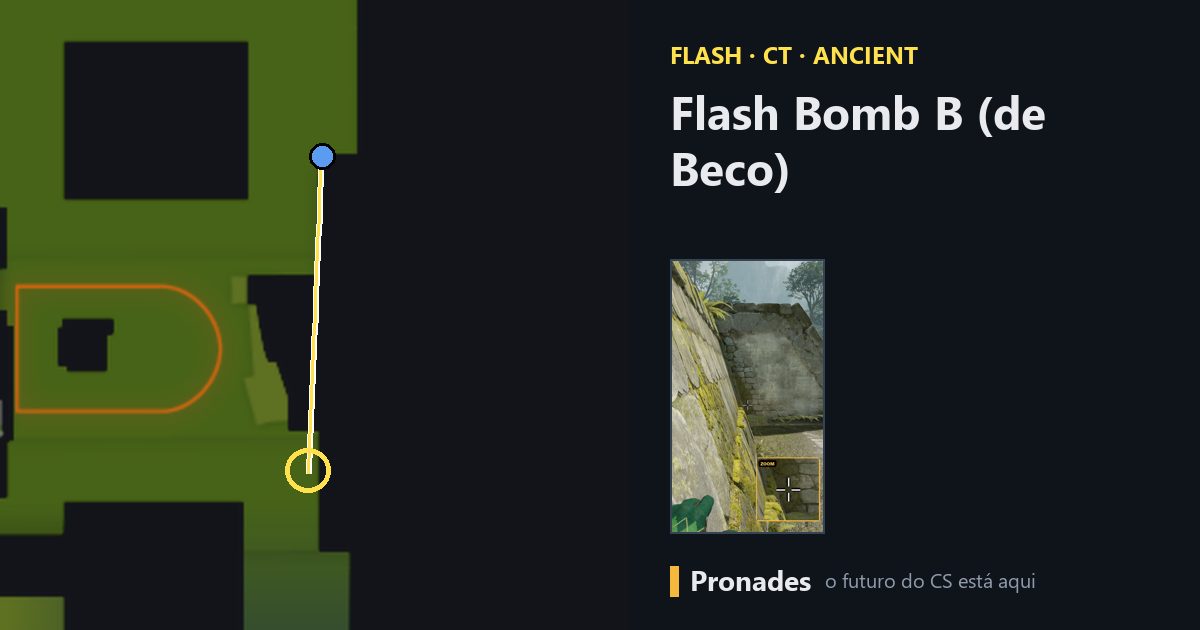 FLASH · CT · ANCIENT
Flash Bomb B (de
Beco)
ZOOM
Pronades o futuro do CS está aqui